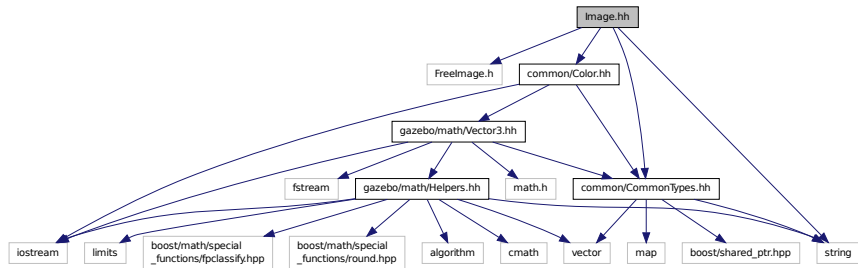 Image.hh
FreeImage.h
common/Color.hh
gazebo/math/Vector3.hh
fstream
gazebo/math/Helpers.hh
math.h
common/CommonTypes.hh
iostream
limits
boost/math/special
_functions/fpclassify.hpp
boost/math/special
_functions/round.hpp
algorithm
cmath
vector
map
boost/shared_ptr.hpp
string